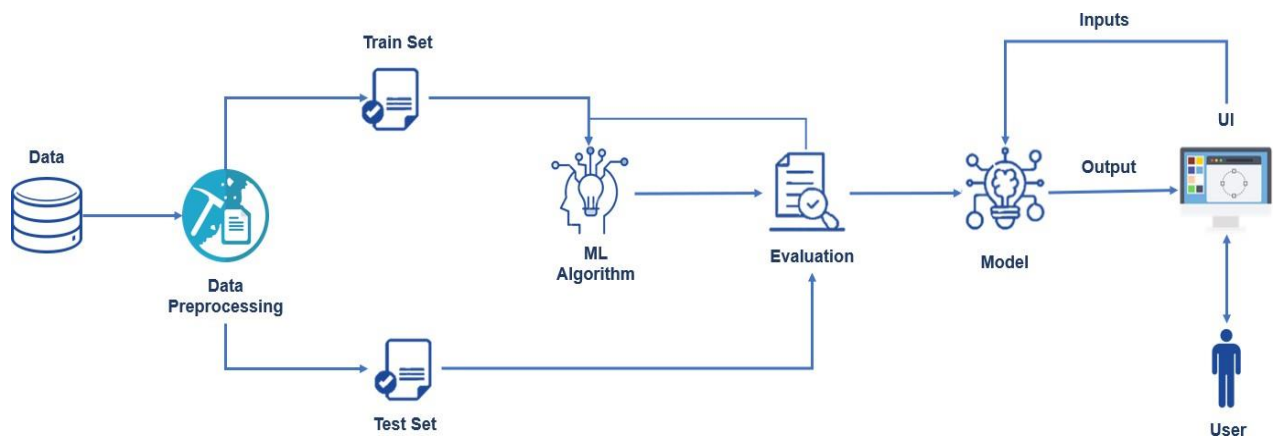 Inputs
Train Set
UI
Data
Output
ML
Algorithm
Evaluation
Model
Data
Preprocessing
Test Set
User